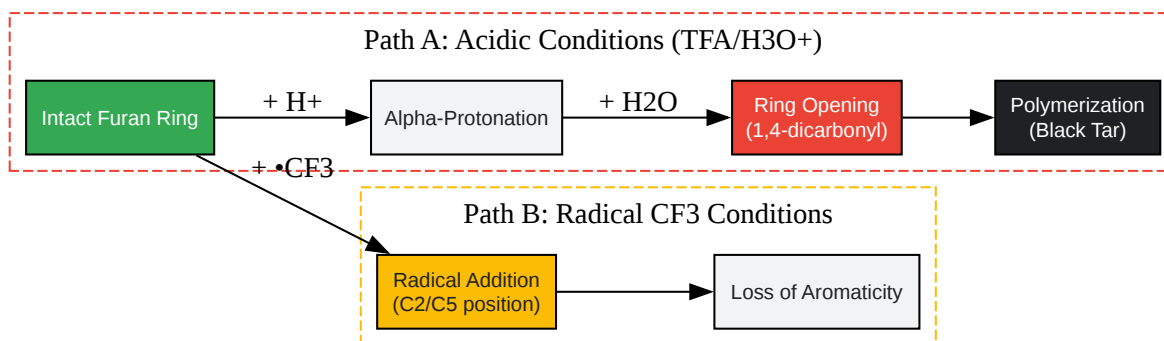 Path A: Acidic Conditions (TFA/H3O+)
Intact Furan Ring
+ H+
Alpha-Protonation
+ H2O
Ring Opening
(1,4-dicarbonyl)
Polymerization
(Black Tar)
+ •CF3
Path B: Radical CF3 Conditions
Radical Addition
(C2/C5 position)
Loss of Aromaticity